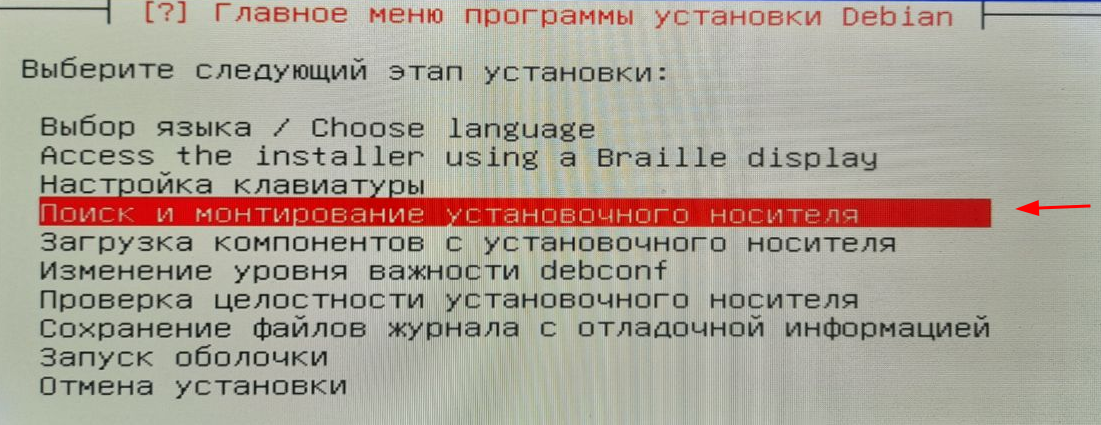 [?] Главное меню программы установки Debian
Выберите следующий этап установки:
Выбор языка / Choose language
Access the installer using a Braille display
Настройка клавиатуры
Поиск и монтирование установочного носителя
Загрузка компонентов с установочного носителя
Изменение уровня важности debconf
Проверка целостности установочного носителя
Сохранение файлов журнала с отладочной информацией
Запуск оболочки
Отмена установки